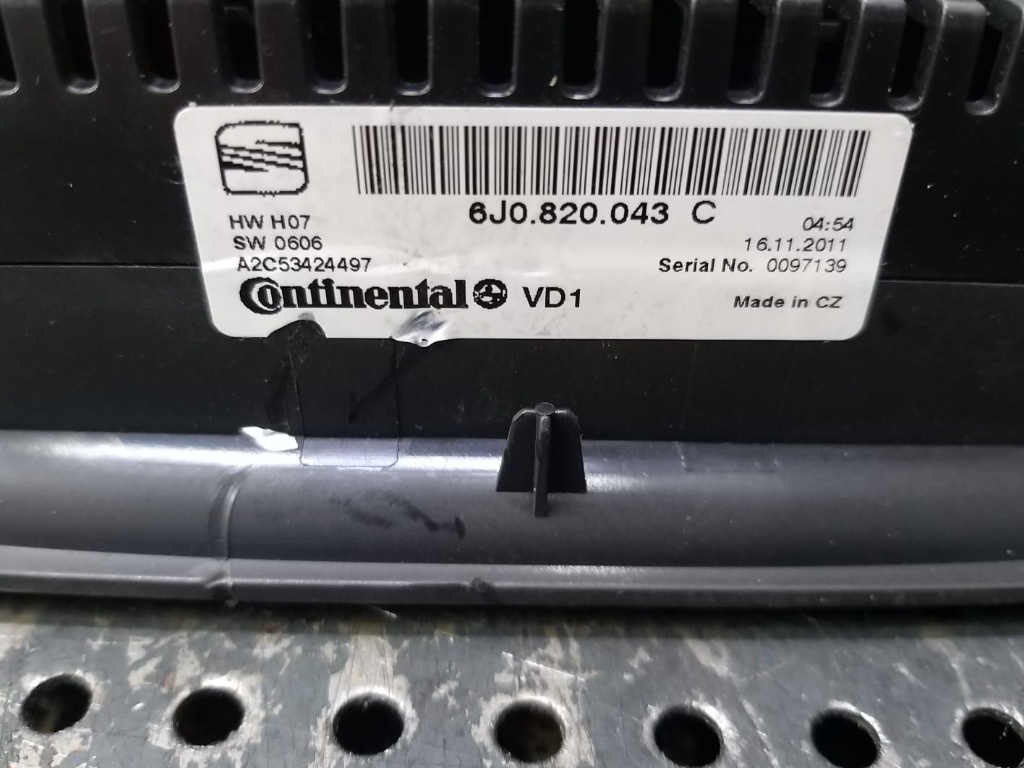 6J0.820.043 C
HW H07
SW 0606
A2C53424497
04:54
16.11.2011
Serial No. 0097139
Continental VD1
Made in CZ